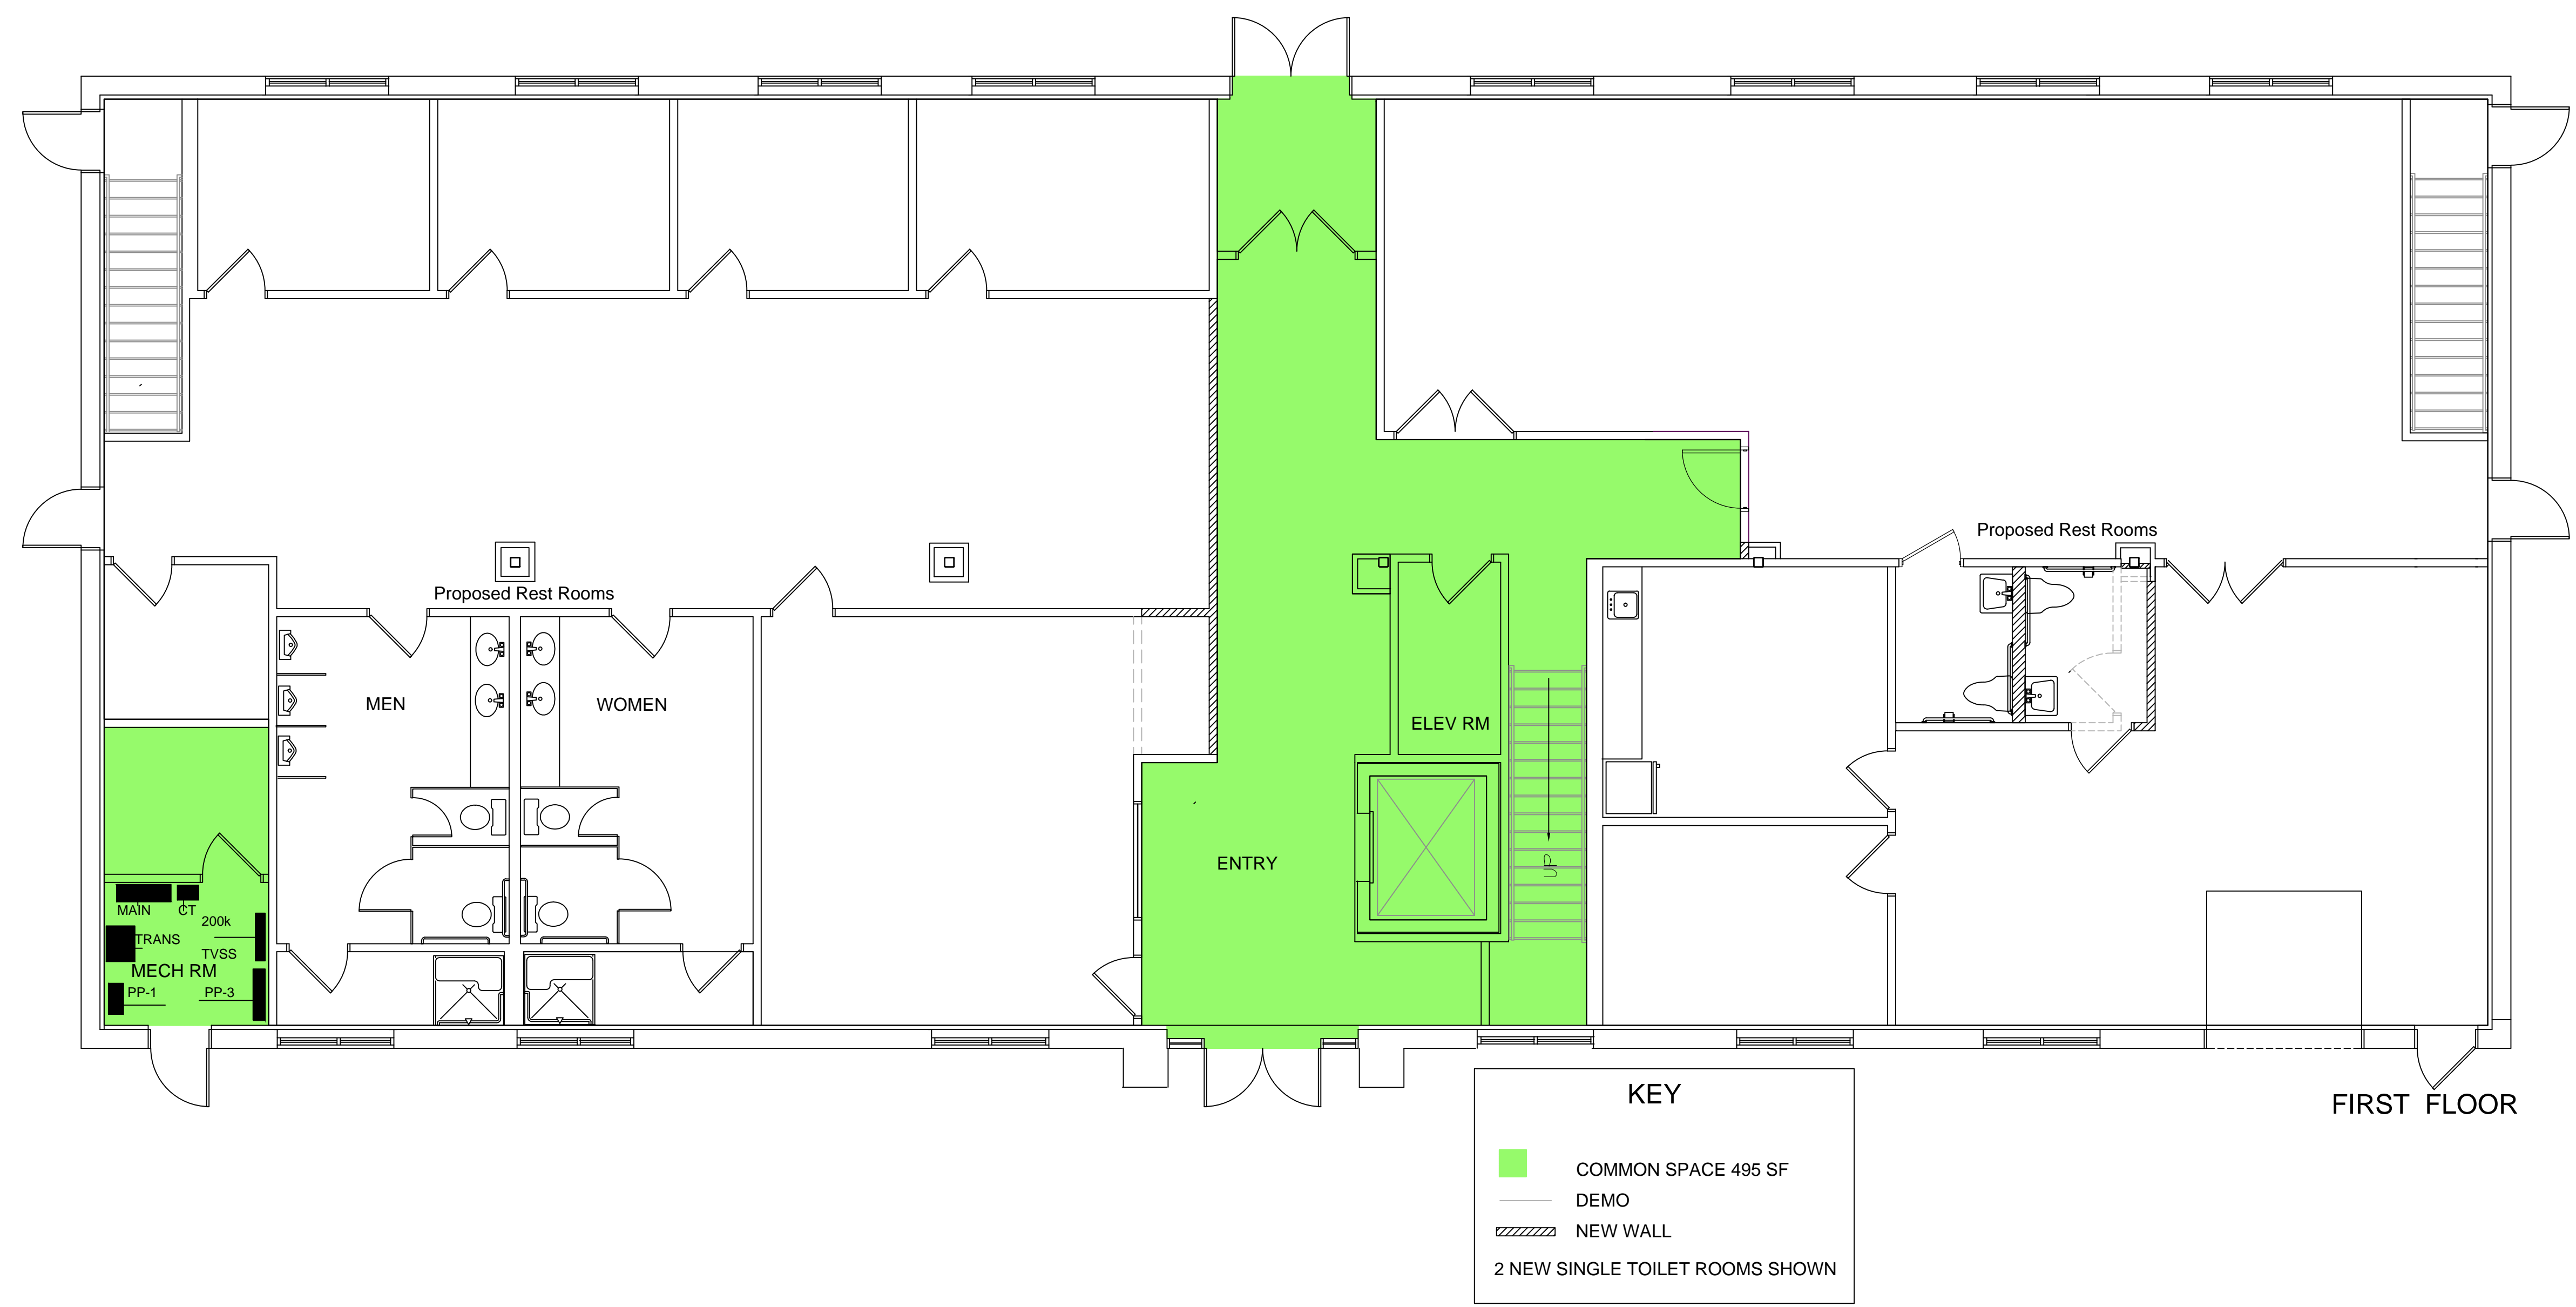 Proposed Rest Rooms
Proposed Rest Rooms
MEN
WOMEN
ELEV RM
ENTRY
UP
MAIN
CT
200k
TRANS
TVSS
MECH RM
PP-1
PP-3
KEY
FIRST FLOOR
COMMON SPACE 495 SF
DEMO
NEW WALL
2 NEW SINGLE TOILET ROOMS SHOWN